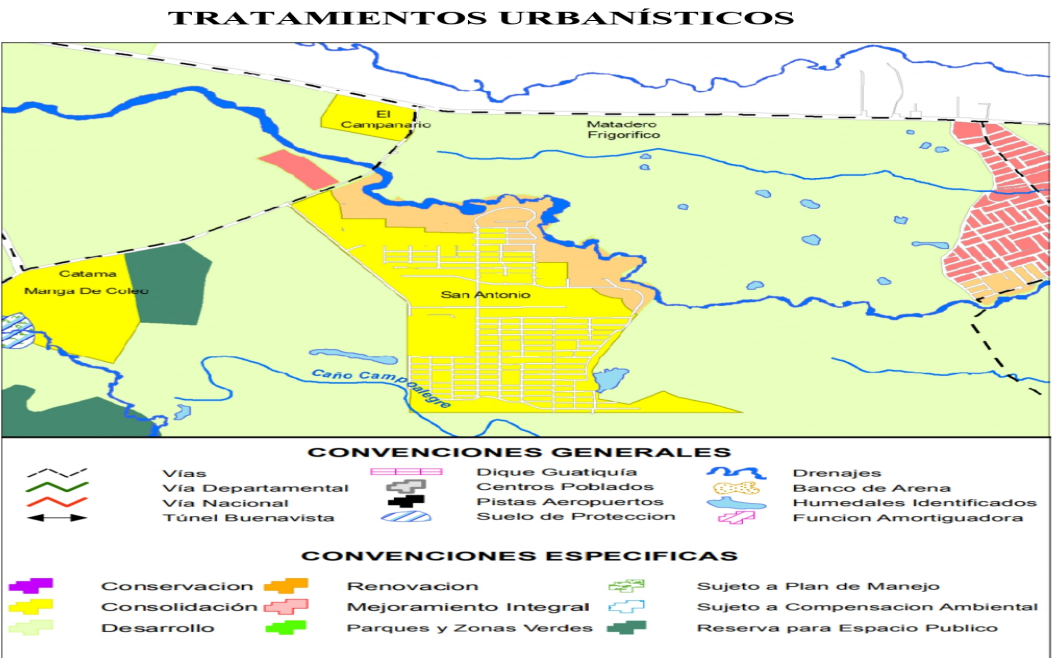 TRATAMIENTOS URBANÍSTICOS
El
Campanario
Matadero
Frigorifico
Catama
Manga De Coleo
San Antonio
Caño Campoalegre
CONVENCIONES GENERALES
Vías Dique Guatiquía Drenajes
Vía Departamental Centros Poblados Banco de Arena
Vía Nacional Pistas Aeropuertos Humedales Identificados
Túnel Buenavista Suelo de Proteccion Funcion Amortiguadora
CONVENCIONES ESPECIFICAS
Conservacion Renovacion Sujeto a Plan de Manejo
Consolidación Mejoramiento Integral Sujeto a Compensacion Ambiental
Desarrollo Parques y Zonas Verdes Reserva para Espacio Publico